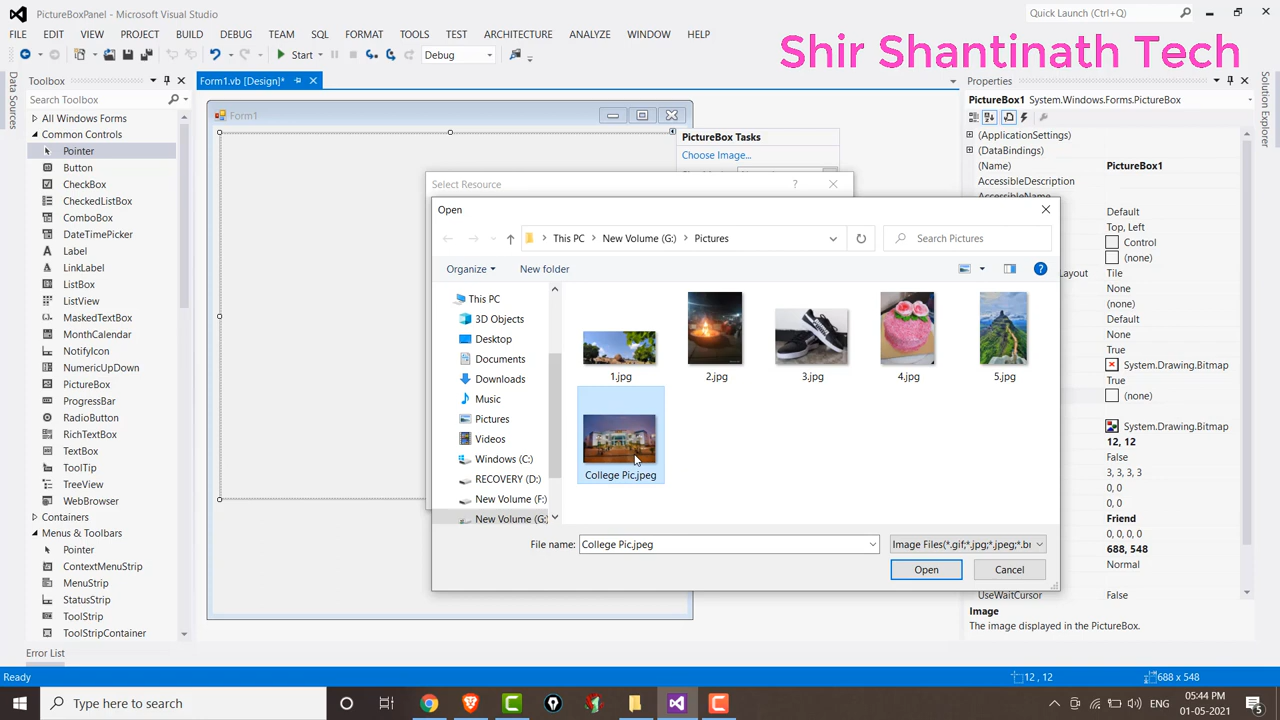 PictureBoxPanel - Microsoft Visual Studio
Quick Launch (Ctrl+Q)
FILE EDIT VIEW PROJECT BUILD DEBUG TEAM SQL FORMAT TOOLS TEST ARCHITECTURE ANALYZE WINDOW HELP
Shir Shantinath Tech
Start
Debug
Data Sources
Toolbox
Search Toolbox
All Windows Forms
Common Controls
Pointer
Button
CheckBox
CheckedListBox
ComboBox
DateTimePicker
Label
LinkLabel
ListBox
ListView
MaskedTextBox
MonthCalendar
NotifyIcon
NumericUpDown
PictureBox
ProgressBar
RadioButton
RichTextBox
TextBox
ToolTip
TreeView
WebBrowser
Containers
Menus & Toolbars
Pointer
ContextMenuStrip
MenuStrip
StatusStrip
ToolStrip
ToolStripContainer
Error List
Form1.vb [Design]*
Form1
PictureBox Tasks
Choose Image...
Select Resource
?
Open
This PC
New Volume (G:)
Pictures
Search Pictures
Organize
New folder
This PC
3D Objects
Desktop
Documents
Downloads
Music
Pictures
Videos
Windows (C:)
RECOVERY (D:)
New Volume (F:)
New Volume (G:)
1.jpg
2.jpg
3.jpg
4.jpg
5.jpg
College Pic.jpeg
File name:
College Pic.jpeg
Image Files(*.gif;*.jpg;*.jpeg;*.br
Open
Cancel
Properties
PictureBox1 System.Windows.Forms.PictureBox
(ApplicationSettings)
(DataBindings)
(Name) PictureBox1
AccessibleDescription
AccessibleName
Default
Top, Left
Control
(none)
Layout Tile
None
(none)
Default
None
True
System.Drawing.Bitmap
True
(none)
System.Drawing.Bitmap
12, 12
False
3, 3, 3, 3
0, 0
0, 0
Friend
0, 0, 0, 0
688, 548
Normal
UseWaitCursor False
Image
The image displayed in the PictureBox.
Solution Explorer
Ready
12 , 12
688 x 548
Type here to search
05:44 PM
01-05-2021
5